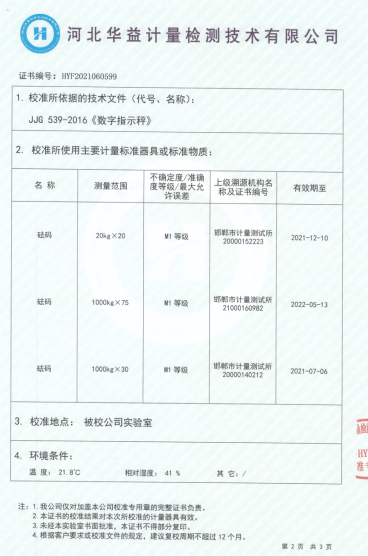 河北华益计量检测技术有限公司
证书编号: HYF2021060599
1. 校准所依据的技术文件（代号、名称）:
JJG 539-2016《数字指示秤》
2. 校准所使用主要计量标准器具或标准物质:
名 称 测量范围 不确定度/准确度等级/最大允许误差 上级溯源机构名称及证书编号 有效期至
砝码 20kg×20 M1 等级 邯郸市计量测试所 20000152223 2021-12-10
砝码 1000kg×75 M1 等级 邯郸市计量测试所 21000160982 2022-05-13
砝码 1000kg×30 M1 等级 邯郸市计量测试所 20000140212 2021-07-06
3. 校准地点: 被校公司实验室
4. 环境条件:
温 度: 21.8℃ 相对湿度: 41 % 其 它: /
注: 1. 我公司仅对加盖本公司校准专用章的完整证书负责。
2. 本证书的校准结果对本次所校准的计量器具有效。
3. 未经本实验室书面批准, 本证书不得部分复印。
4. 根据客户要求或校准文件的规定, 建议复校周期不超过 12 个月。
第 2 页 共 3 页
HY